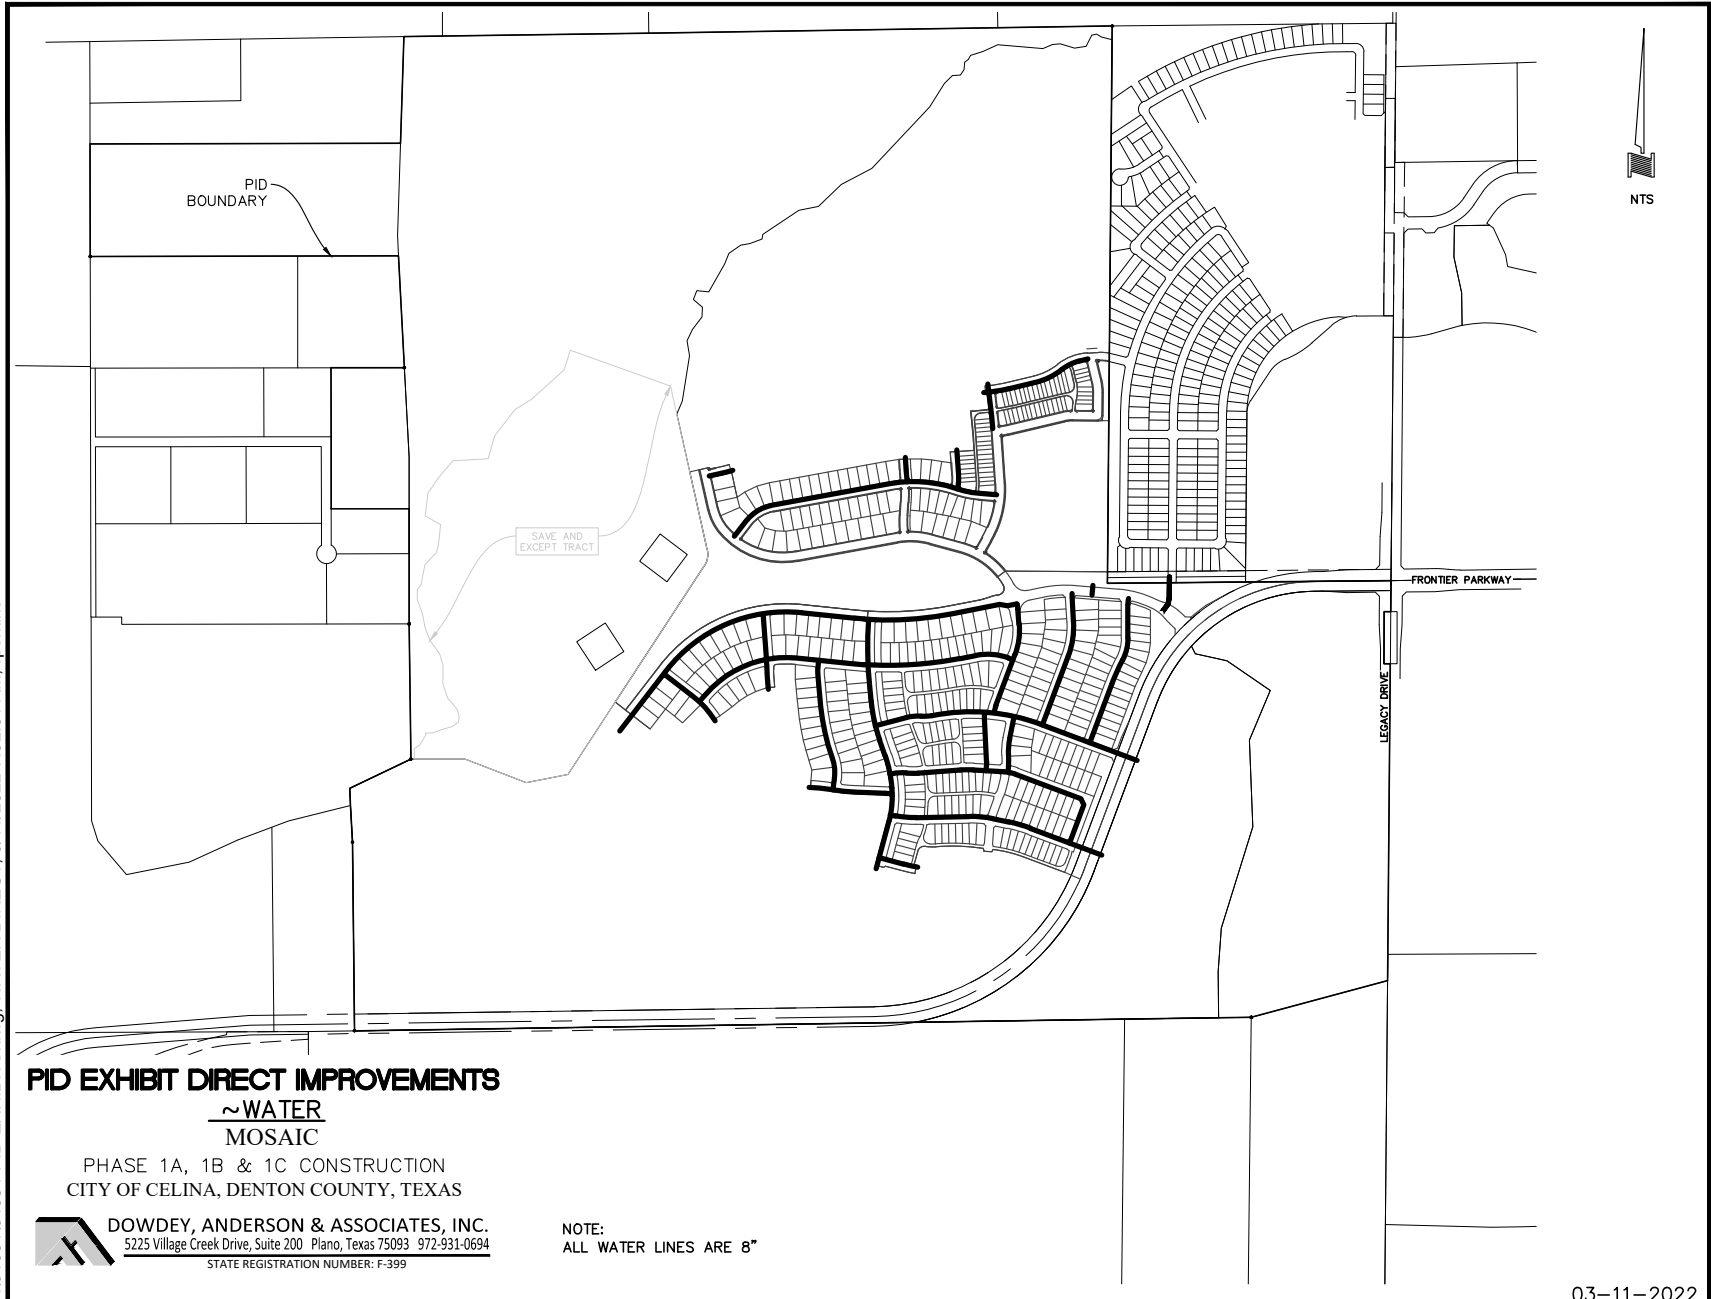 PID
BOUNDARY
NTS
SAVE AND
EXCEPT TRACT
FRONTIER PARKWAY
LEGACY DRIVE
PID EXHIBIT DIRECT IMPROVEMENTS
~WATER
MOSAIC
PHASE 1A, 1B & 1C CONSTRUCTION
CITY OF CELINA, DENTON COUNTY, TEXAS
DOWDEY, ANDERSON & ASSOCIATES, INC.
5225 Village Creek Drive, Suite 200 Plano, Texas 75093 972-931-0694
STATE REGISTRATION NUMBER: F-399
NOTE:
ALL WATER LINES ARE 8"
03-11-2022